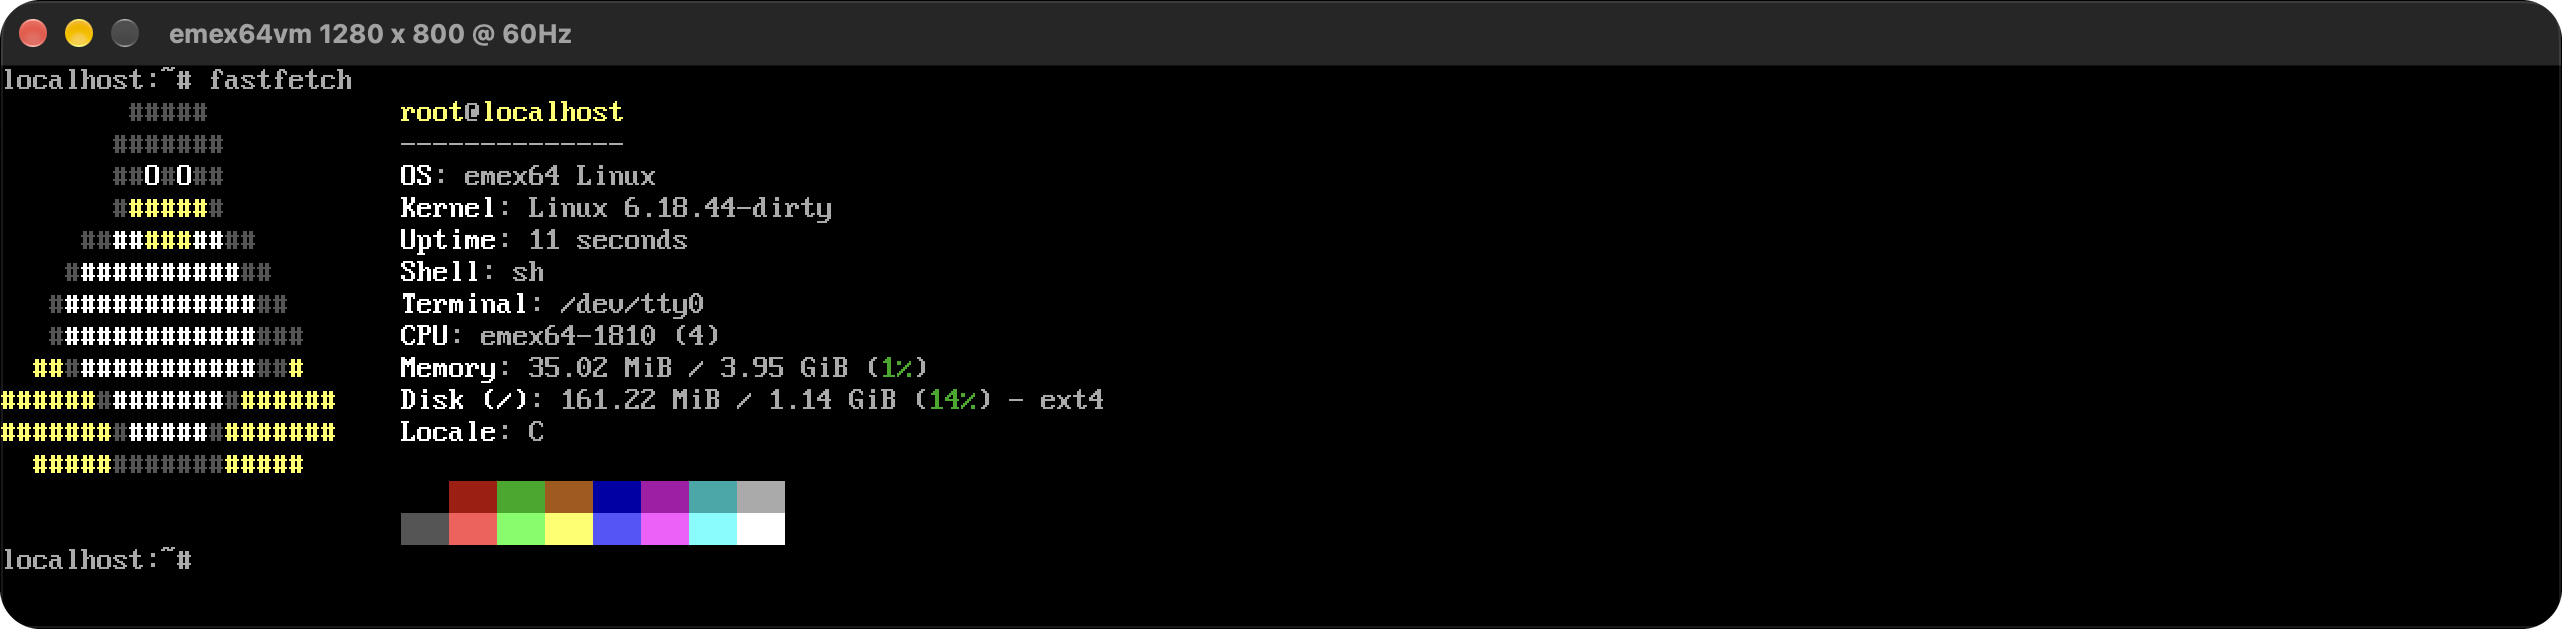 emex64vm 1280 x 800 @ 60Hz
localhost:~# fastfetch
        #####            root@localhost
       #######           --------------
       ##O#O##           OS: emex64 Linux
       #######           Kernel: Linux 6.18.44-dirty
     ###########         Uptime: 11 seconds
    #############        Shell: sh
   ###############       Terminal: /dev/tty0
   ################      CPU: emex64-1810 (4)
  #################      Memory: 35.02 MiB / 3.95 GiB (1%)
#####################    Disk (/): 161.22 MiB / 1.14 GiB (14%) - ext4
#####################    Locale: C
  #################
localhost:~#